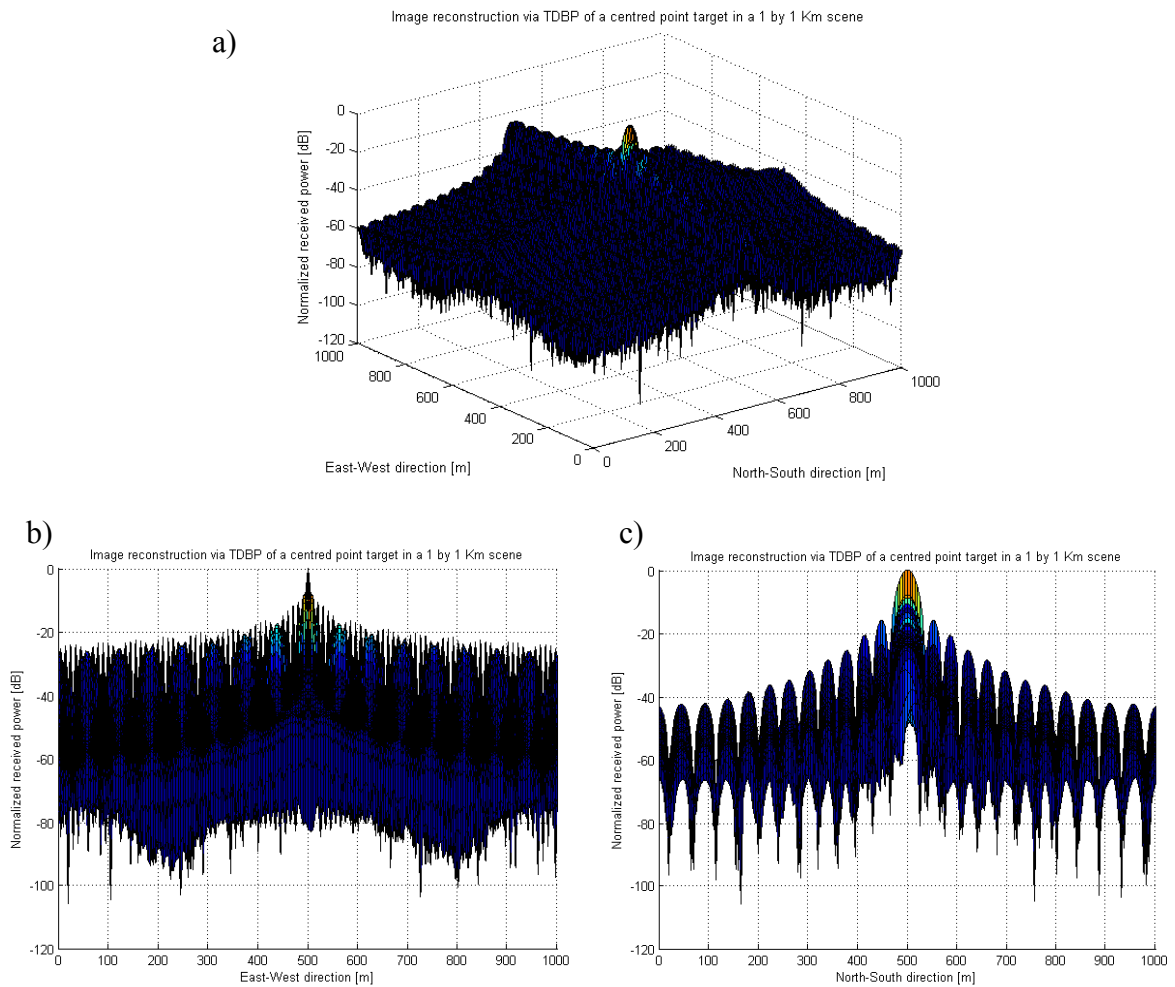 Image reconstruction via TDBP of a centred point target in a 1 by 1 Km scene
a)
0
-20
-40
-60
-80
-100
-120
Normalized received power [dB]
1000
800
600
400
200
0
East-West direction [m]
0
200
400
600
800
1000
North-South direction [m]
b)
Image reconstruction via TDBP of a centred point target in a 1 by 1 Km scene
0
-20
-40
-60
-80
-100
-120
Normalized received power [dB]
0 100 200 300 400 500 600 700 800 900 1000
East-West direction [m]
c)
Image reconstruction via TDBP of a centred point target in a 1 by 1 Km scene
0
-20
-40
-60
-80
-100
-120
Normalized received power [dB]
0 100 200 300 400 500 600 700 800 900 1000
North-South direction [m]